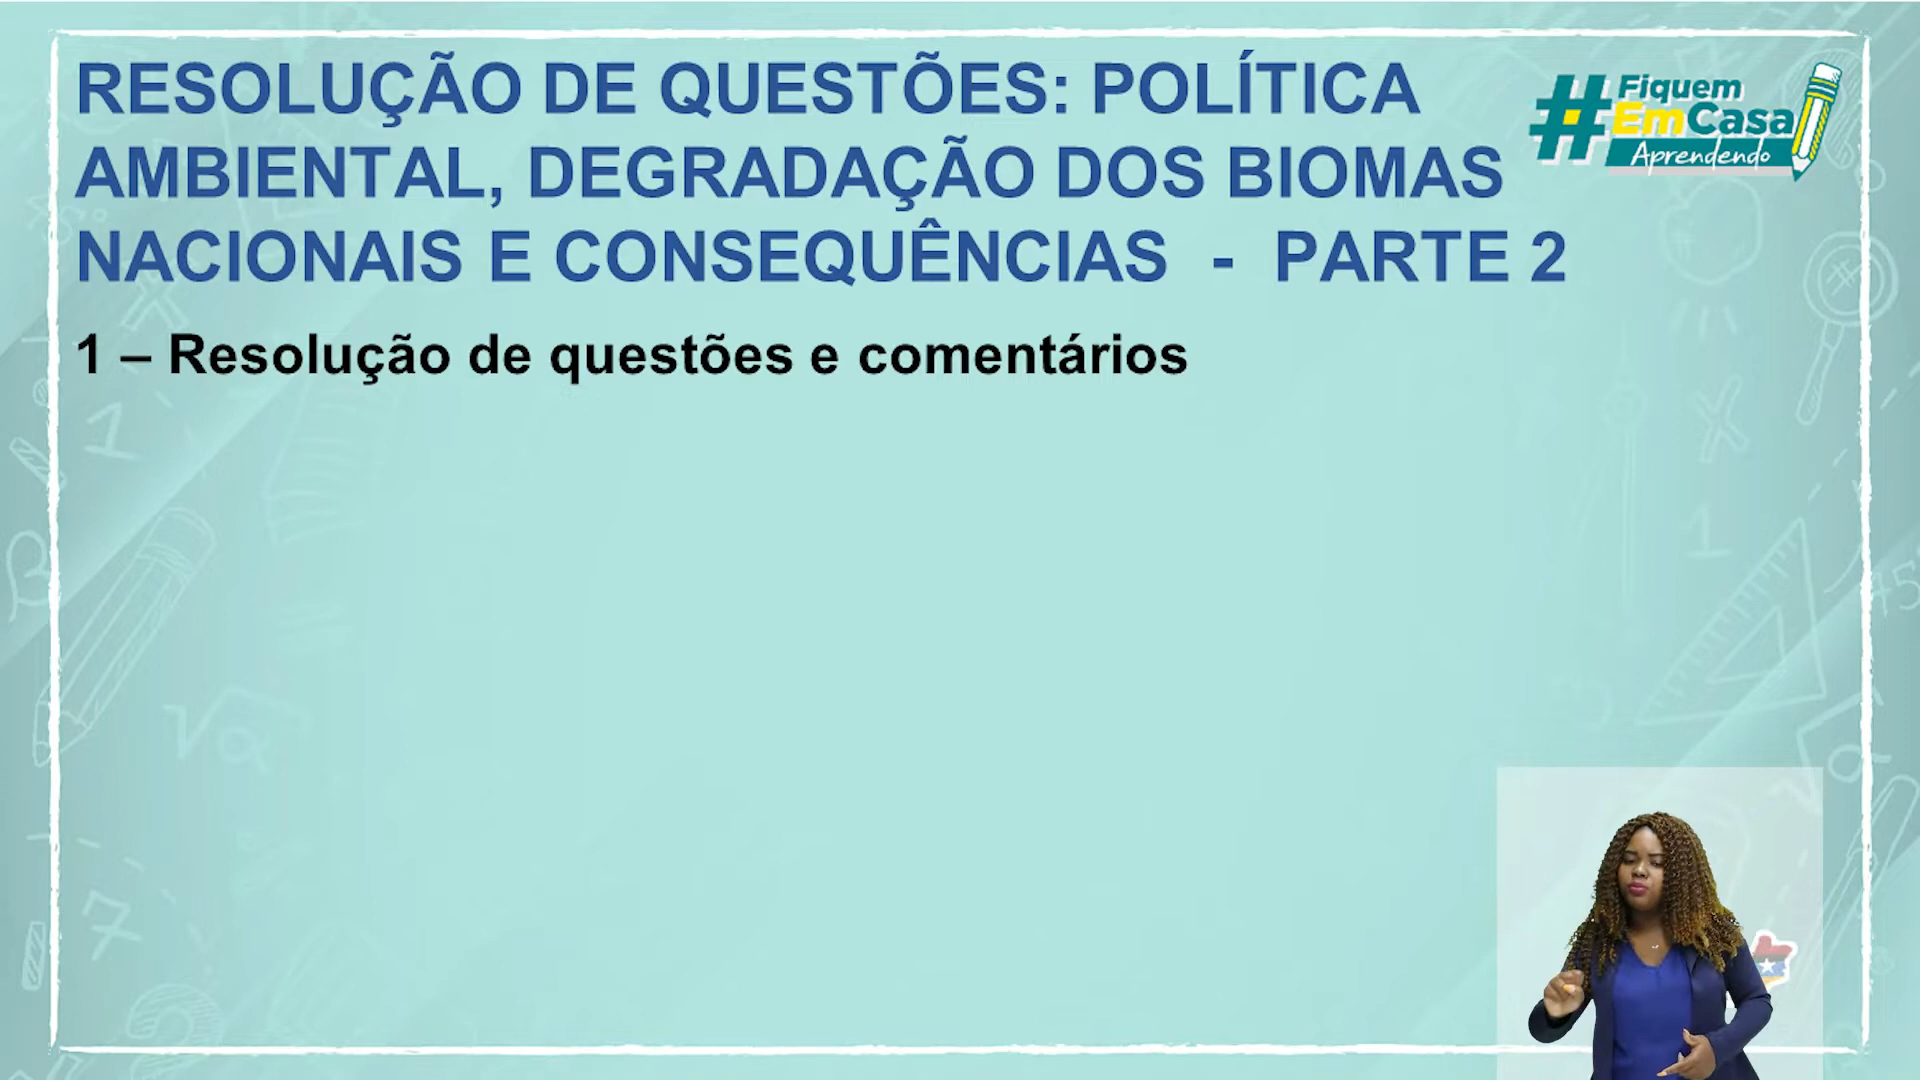 RESOLUÇÃO DE QUESTÕES: POLÍTICA
AMBIENTAL, DEGRADAÇÃO DOS BIOMAS
NACIONAIS E CONSEQUÊNCIAS - PARTE 2
#Fiquem
EmCasa
Aprendendo
1 – Resolução de questões e comentários